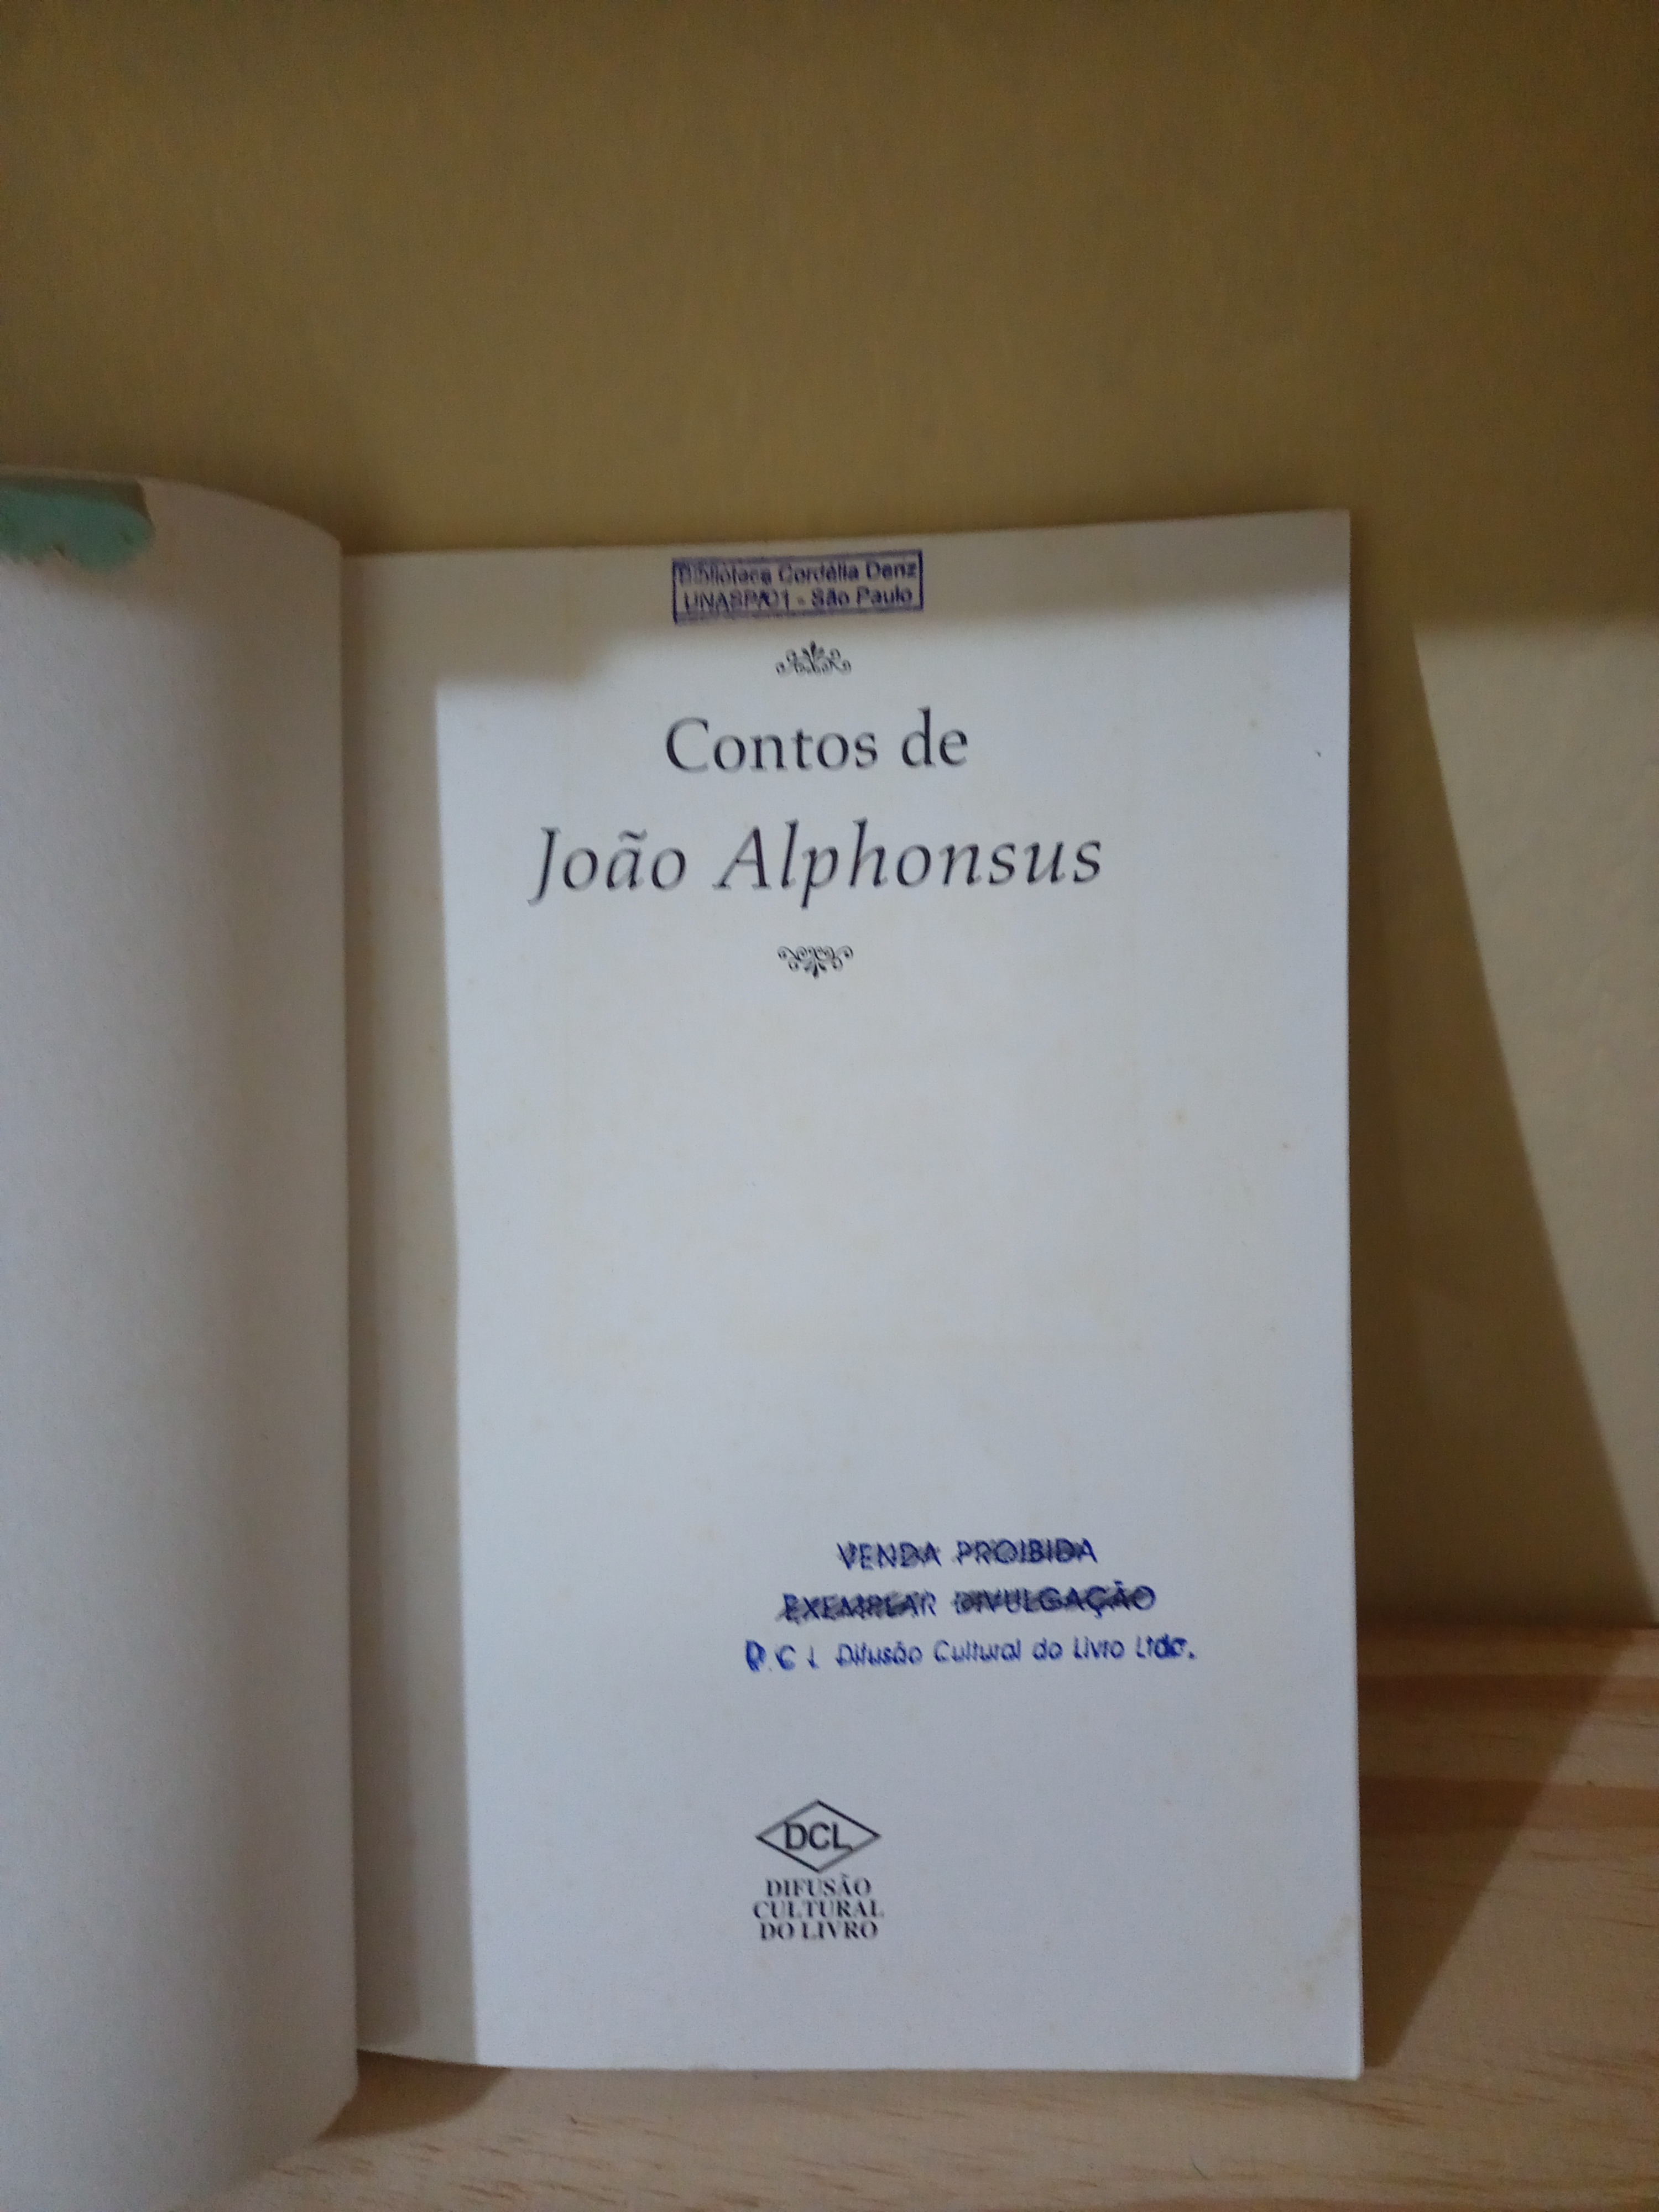 Biblioteca Cordélia Denz
UNASP/C1 - São Paulo
Contos de
João Alphonsus
VENDA PROIBIDA
EXEMPLAR DIVULGAÇÃO
D.C L Difusão Cultural do Livro Ltda.
DCL
DIFUSÃO
CULTURAL
DO LIVRO